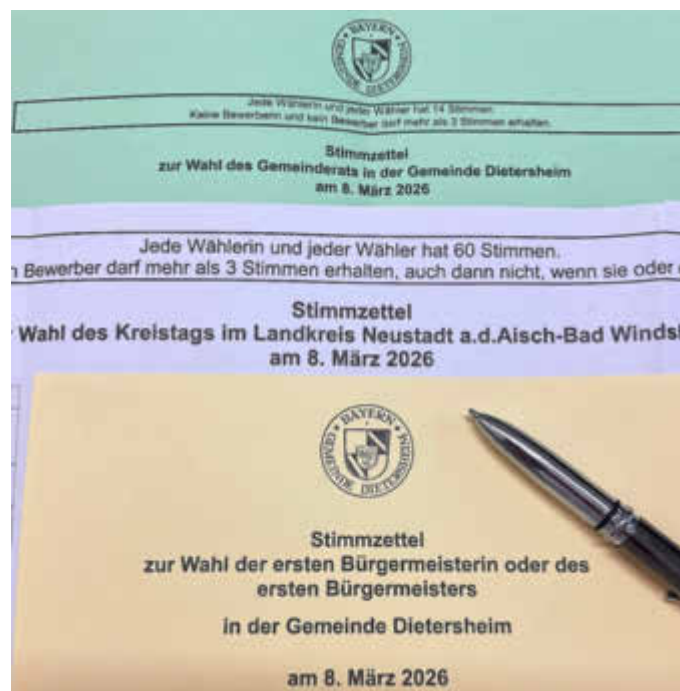 BAYERN
GEMEINDE DIETERSHEIM
Jede Wählerin und jeder Wähler hat 14 Stimmen.
Keine Bewerberin und kein Bewerber darf mehr als 3 Stimmen erhalten.
Stimmzettel
zur Wahl des Gemeinderats in der Gemeinde Dietersheim
am 8. März 2026
Jede Wählerin und jeder Wähler hat 60 Stimmen.
n Bewerber darf mehr als 3 Stimmen erhalten, auch dann nicht, wenn sie oder
Stimmzettel
Wahl des Kreistags im Landkreis Neustadt a.d.Aisch-Bad Winds
am 8. März 2026
BAYERN
GEMEINDE DIETERSHEIM
Stimmzettel
zur Wahl der ersten Bürgermeisterin oder des
ersten Bürgermeisters
in der Gemeinde Dietersheim
am 8. März 2026